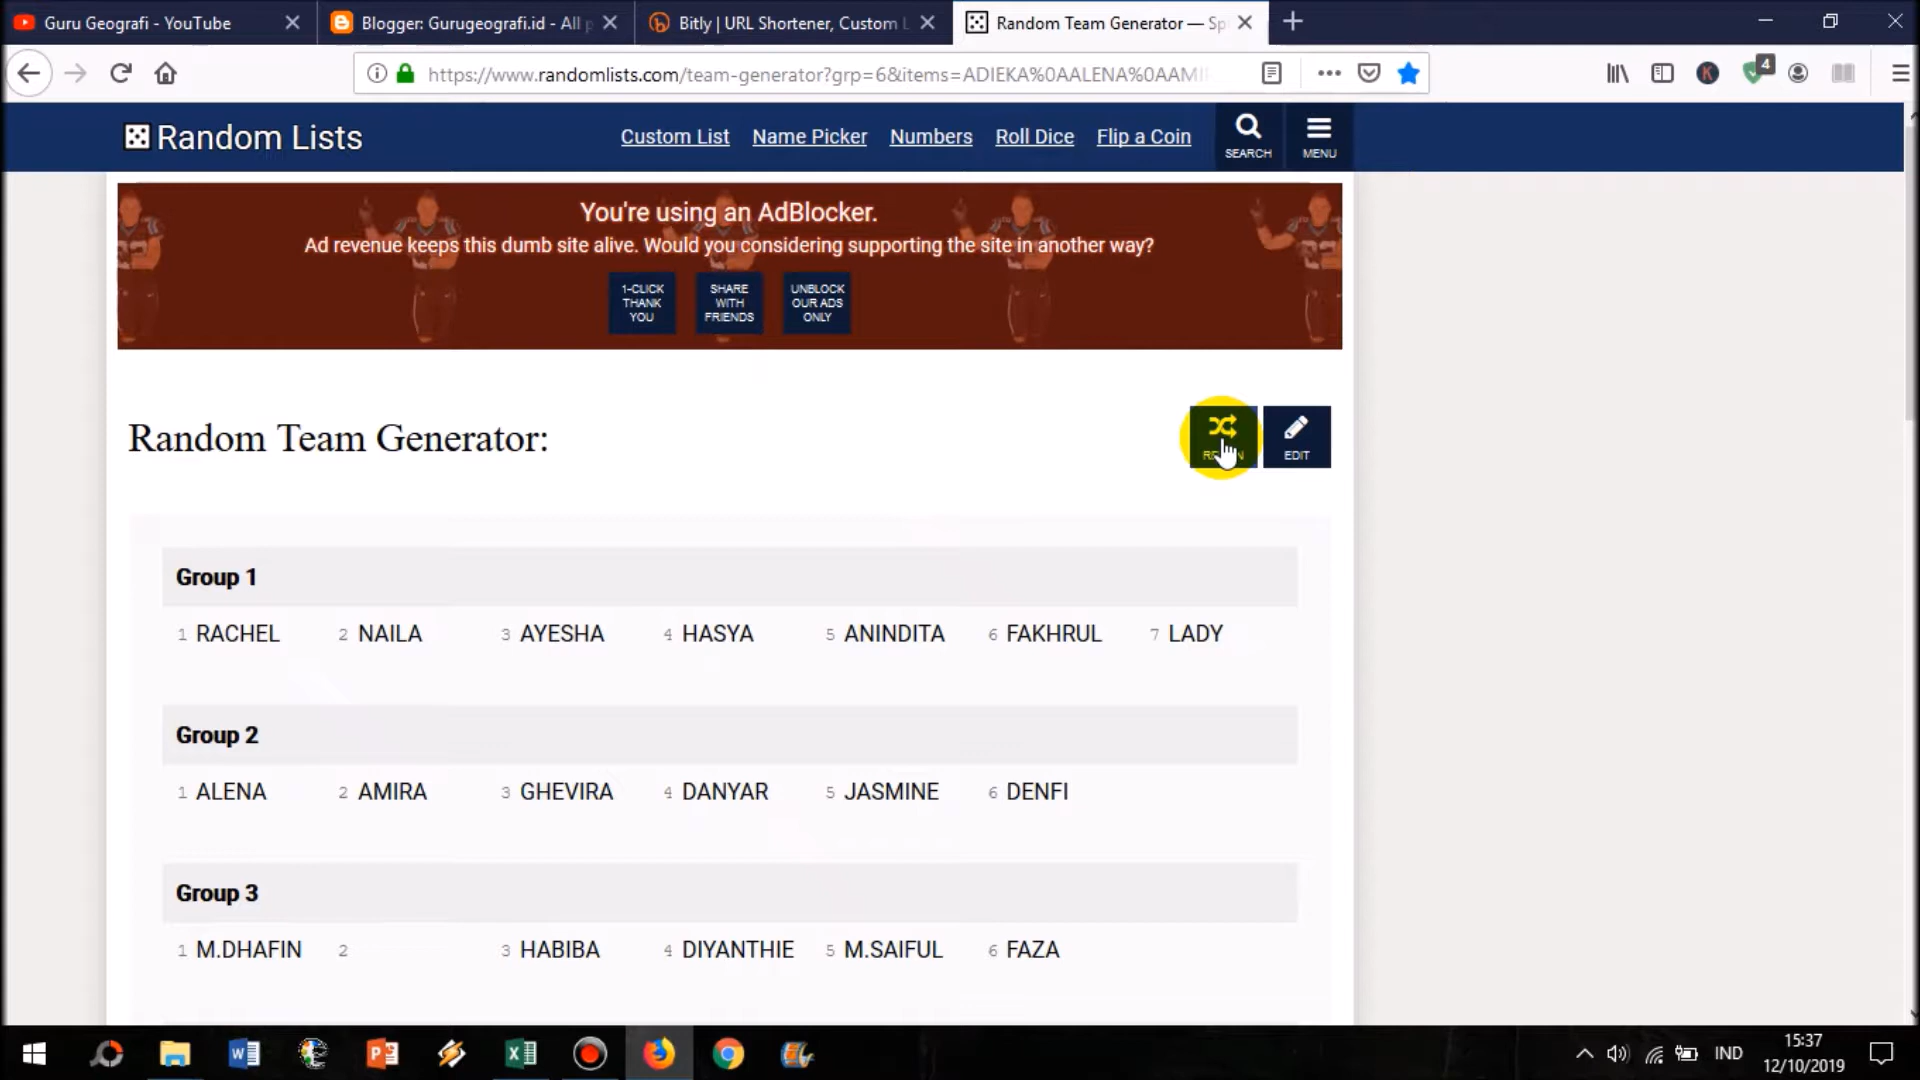 Guru Geografi - YouTube
Blogger: Gurugeografi.id - All p
Bitly | URL Shortener, Custom L
Random Team Generator — Sp
https://www.randomlists.com/team-generator?grp=6&items=ADIEKA%0AALENA%0AAMI
4
K
Random Lists
Custom List
Name Picker
Numbers
Roll Dice
Flip a Coin
SEARCH
MENU
You're using an AdBlocker.
Ad revenue keeps this dumb site alive. Would you considering supporting the site in another way?
1-CLICK
THANK
YOU
SHARE
WITH
FRIENDS
UNBLOCK
OUR ADS
ONLY
Random Team Generator:
EDIT
Group 1
1 RACHEL 2 NAILA 3 AYESHA 4 HASYA 5 ANINDITA 6 FAKHRUL 7 LADY
Group 2
1 ALENA 2 AMIRA 3 GHEVIRA 4 DANYAR 5 JASMINE 6 DENFI
Group 3
1 M.DHAFIN 2 3 HABIBA 4 DIYANTHIE 5 M.SAIFUL 6 FAZA
IND
15:37
12/10/2019